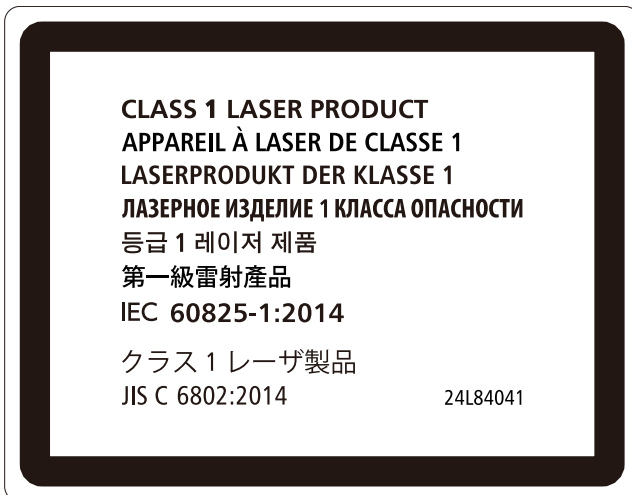 CLASS 1 LASER PRODUCT
APPAREIL À LASER DE CLASSE 1
LASERPRODUKT DER KLASSE 1
ЛАЗЕРНОЕ ИЗДЕЛИЕ 1 КЛАССА ОПАСНОСТИ
등급 1 레이저 제품
第一級雷射產品
IEC 60825-1:2014
クラス 1 レーザ製品
JIS C 6802:2014 24L84041